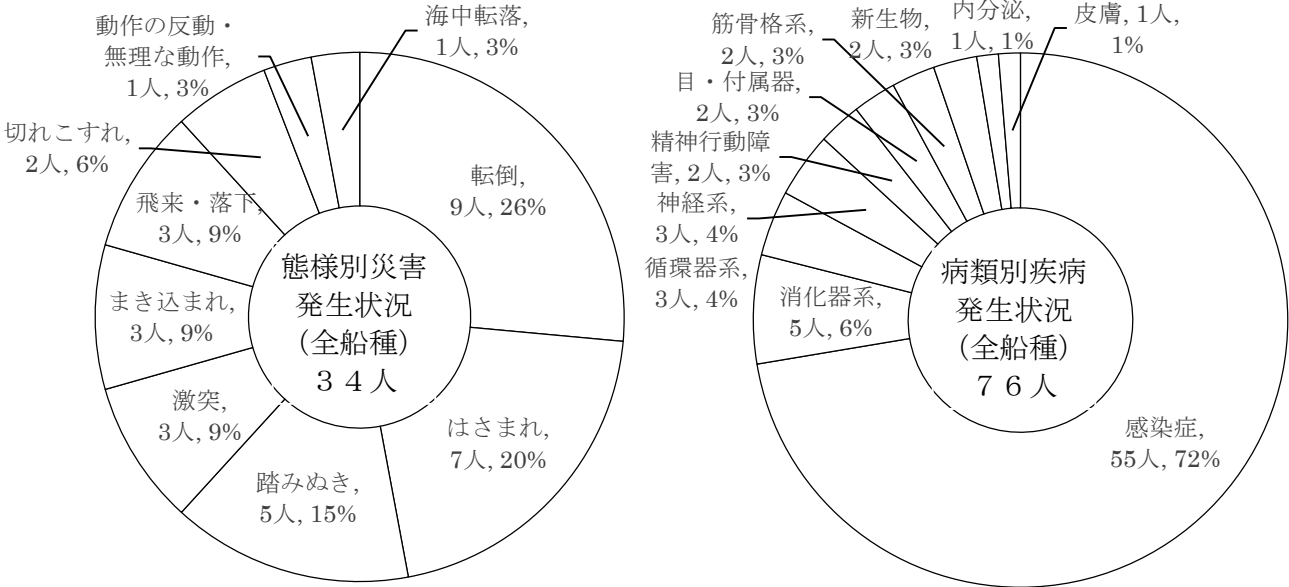 海中転落,
1人, 3%
動作の反動・
無理な動作,
1人, 3%
切れこすれ,
2人, 6%
飛来・落下,
3人, 9%
まき込まれ,
3人, 9%
激突,
3人, 9%
踏みぬき,
5人, 15%
はさまれ,
7人, 20%
転倒,
9人, 26%
態様別災害
発生状況
（全船種）
３４人
皮膚, 1人,
1%
内分泌,
1人, 1%
新生物,
2人, 3%
筋骨格系,
2人, 3%
目・付属器,
2人, 3%
精神行動障
害, 2人, 3%
神経系,
3人, 4%
循環器系,
3人, 4%
消化器系,
5人, 6%
感染症,
55人, 72%
病類別疾病
発生状況
（全船種）
７６人